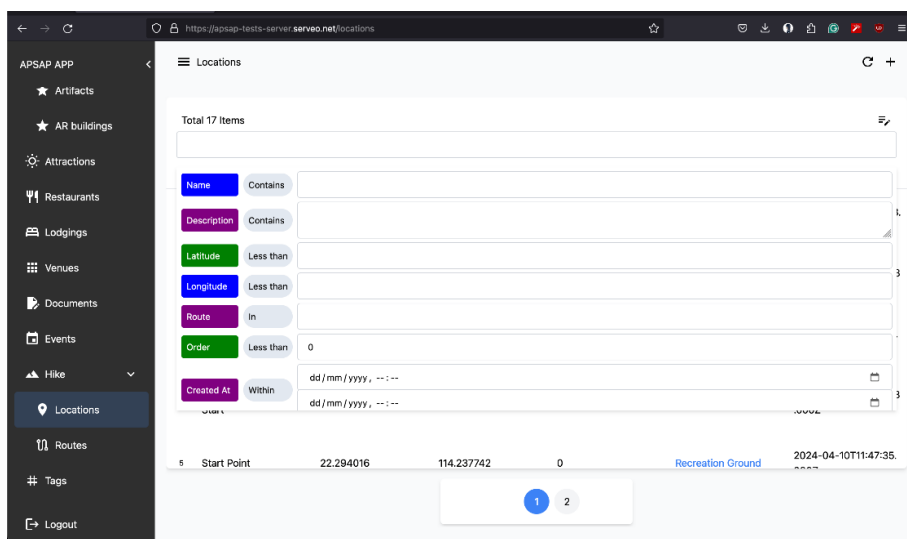 https://apsap-tests-server.serveo.net/locations
APSAP APP
Artifacts
AR buildings
Attractions
Restaurants
Lodgings
Venues
Documents
Events
Hike
Locations
Routes
Tags
Logout
Locations
Total 17 Items
Name Contains
Description Contains
Latitude Less than
Longitude Less than
Route In
Order Less than 0
Created At Within dd/mm/yyyy, --:--
dd/mm/yyyy, --:--
Start
5 Start Point 22.294016 114.237742 0 Recreation Ground 2024-04-10T11:47:35.
1 2